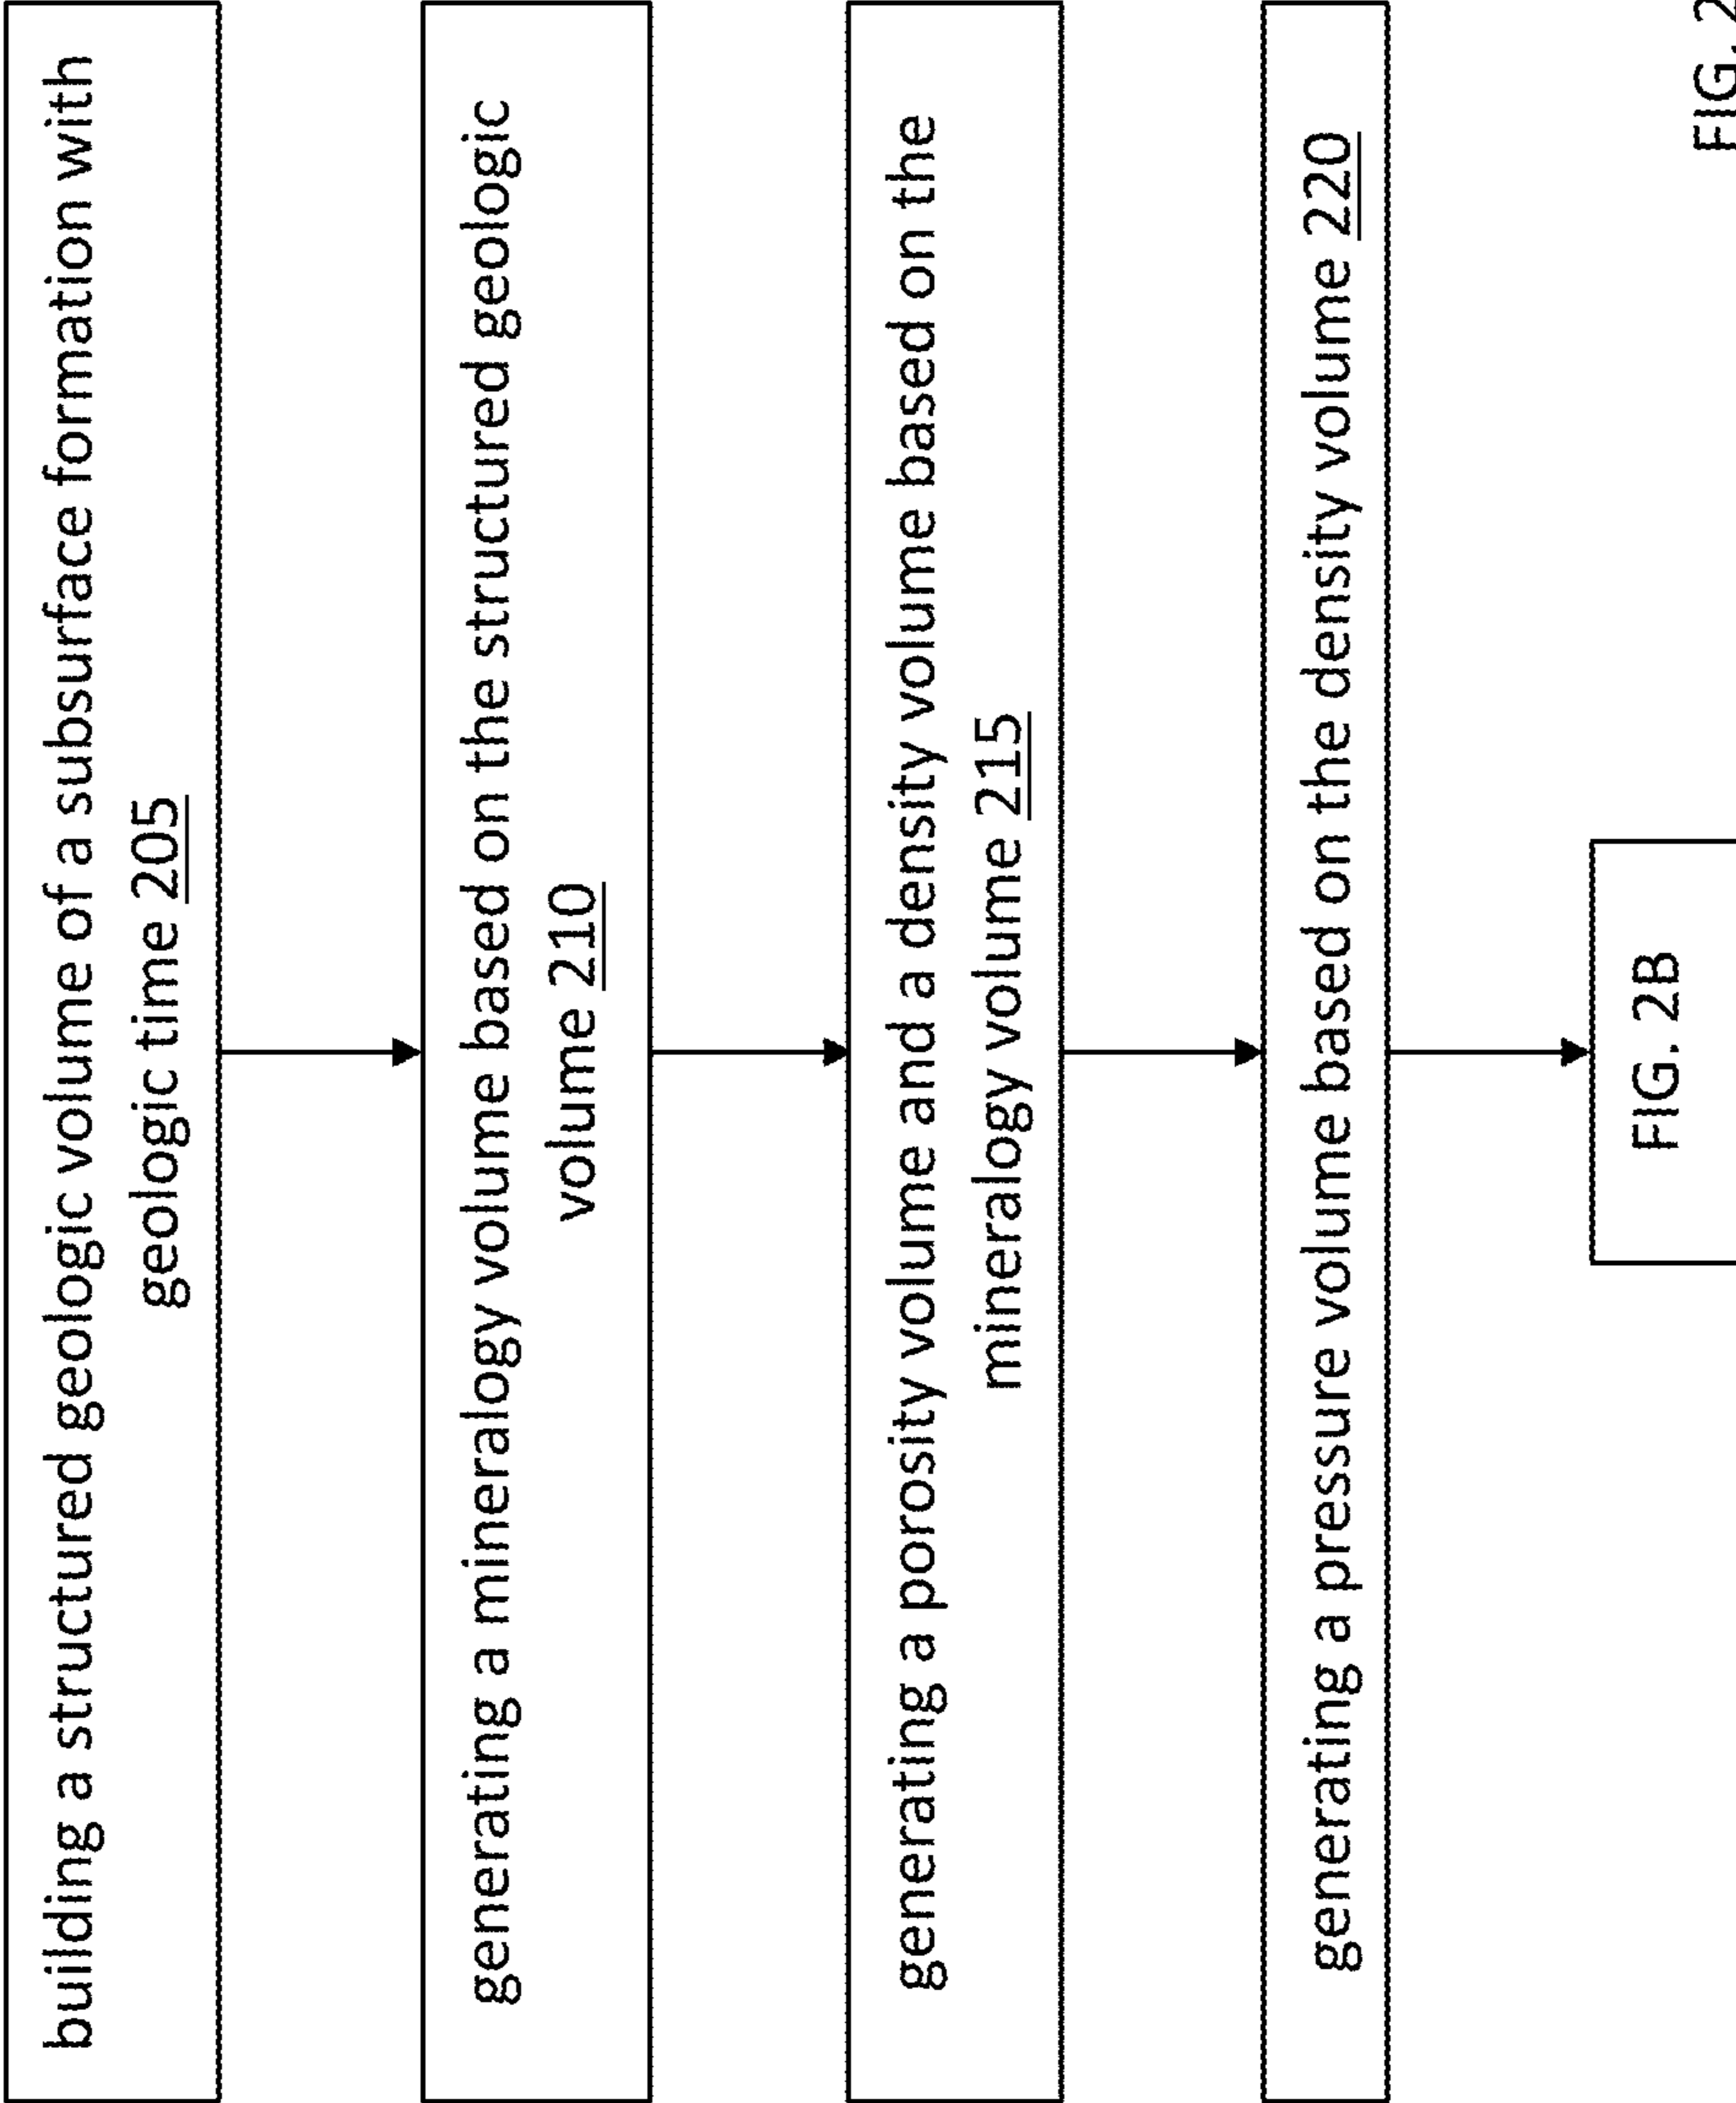 building a structured geologic volume of a subsurface formation with
geologic time 205
generating a mineralogy volume based on the structured geologic
volume 210
generating a porosity volume and a density volume based on the
mineralogy volume 215
generating a pressure volume based on the density volume 220
FIG. 2B
FIG. 2